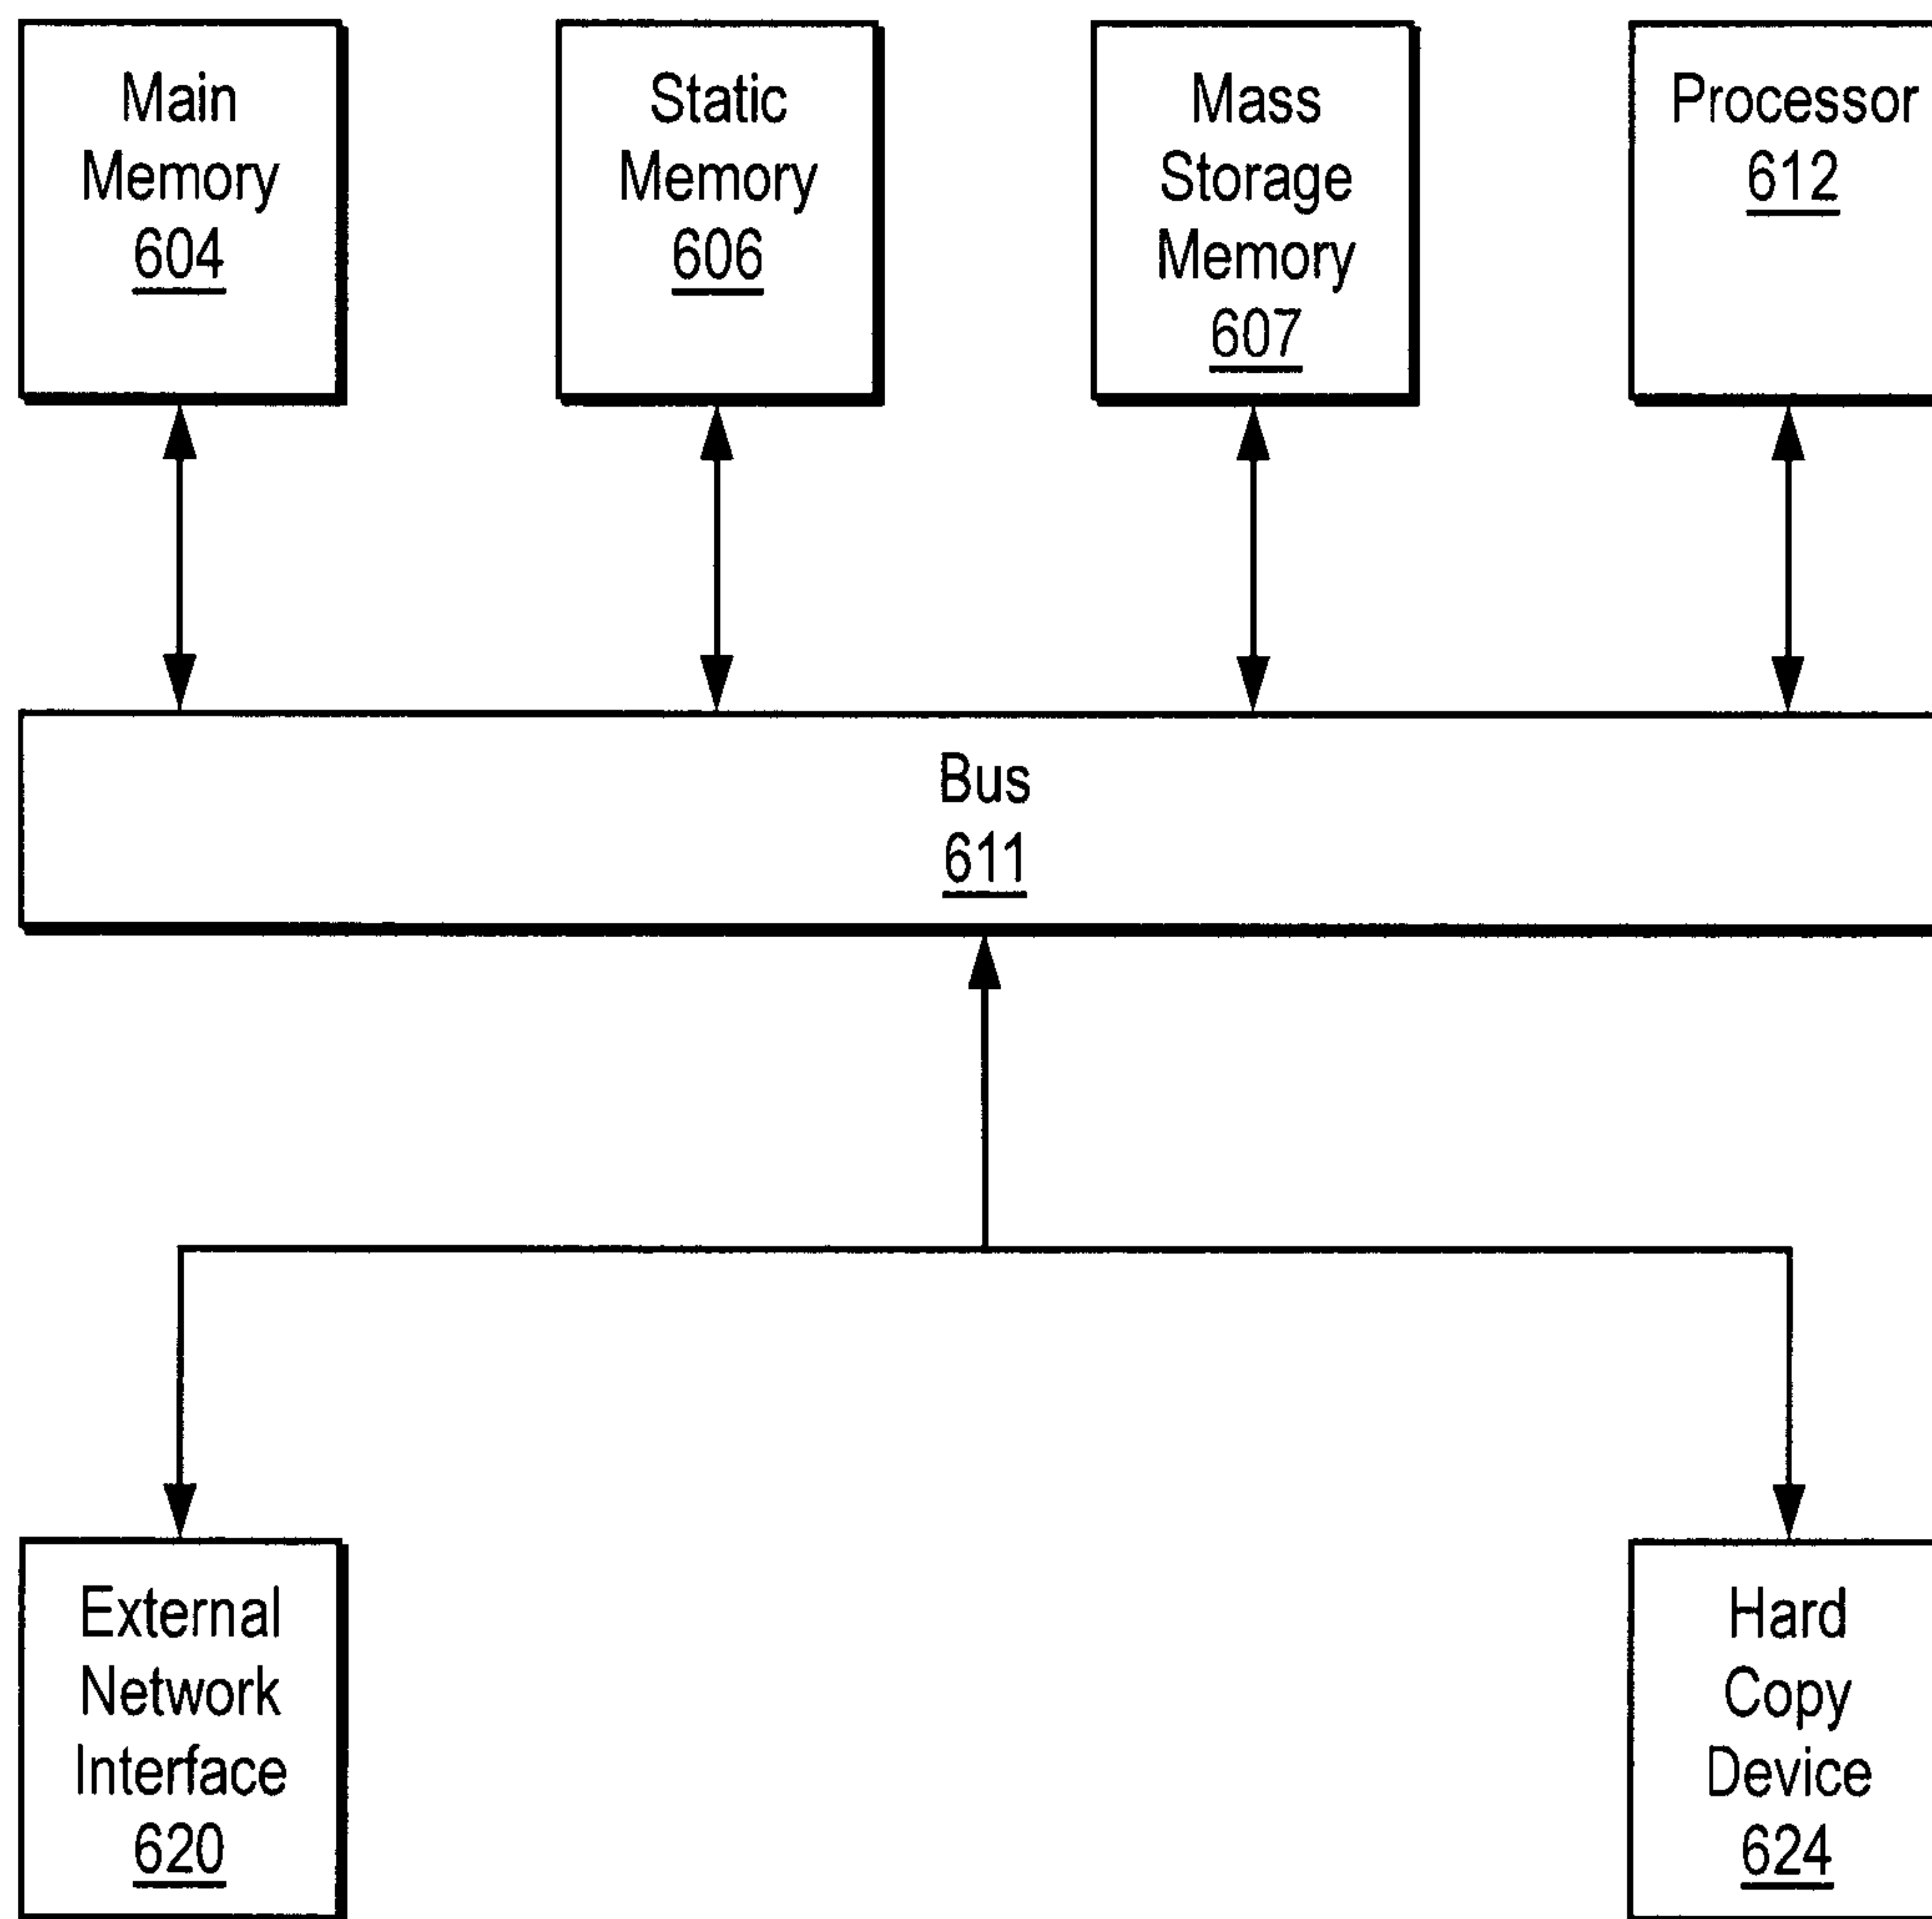 Main
Memory
604
Static
Memory
606
Mass
Storage
Memory
607
Processor
612
Bus
611
External
Network
Interface
620
Hard
Copy
Device
624